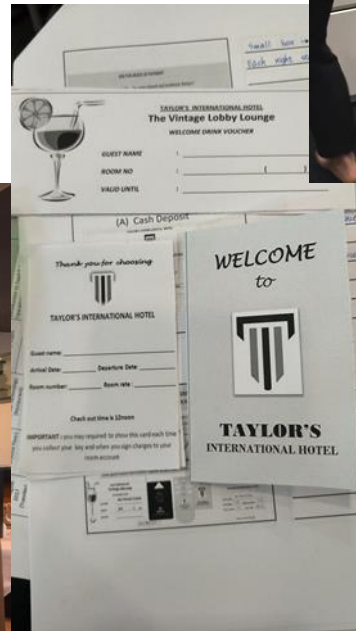 small box
Each night
TAYLOR'S INTERNATIONAL HOTEL
The Vintage Lobby Lounge
WELCOME DRINK VOUCHER
GUEST NAME :
ROOM NO : ( )
VALID UNTIL :
(A) Cash Deposit
Thank you for choosing
TAYLOR'S INTERNATIONAL HOTEL
Guest name:
Arrival Date: Departure Date:
Room number: Room rate :
Check out time is 12noon
IMPORTANT : you may required to show this card each time
you collect your key and when you sign charges to your
room account
WELCOME
to
TAYLOR'S
INTERNATIONAL HOTEL